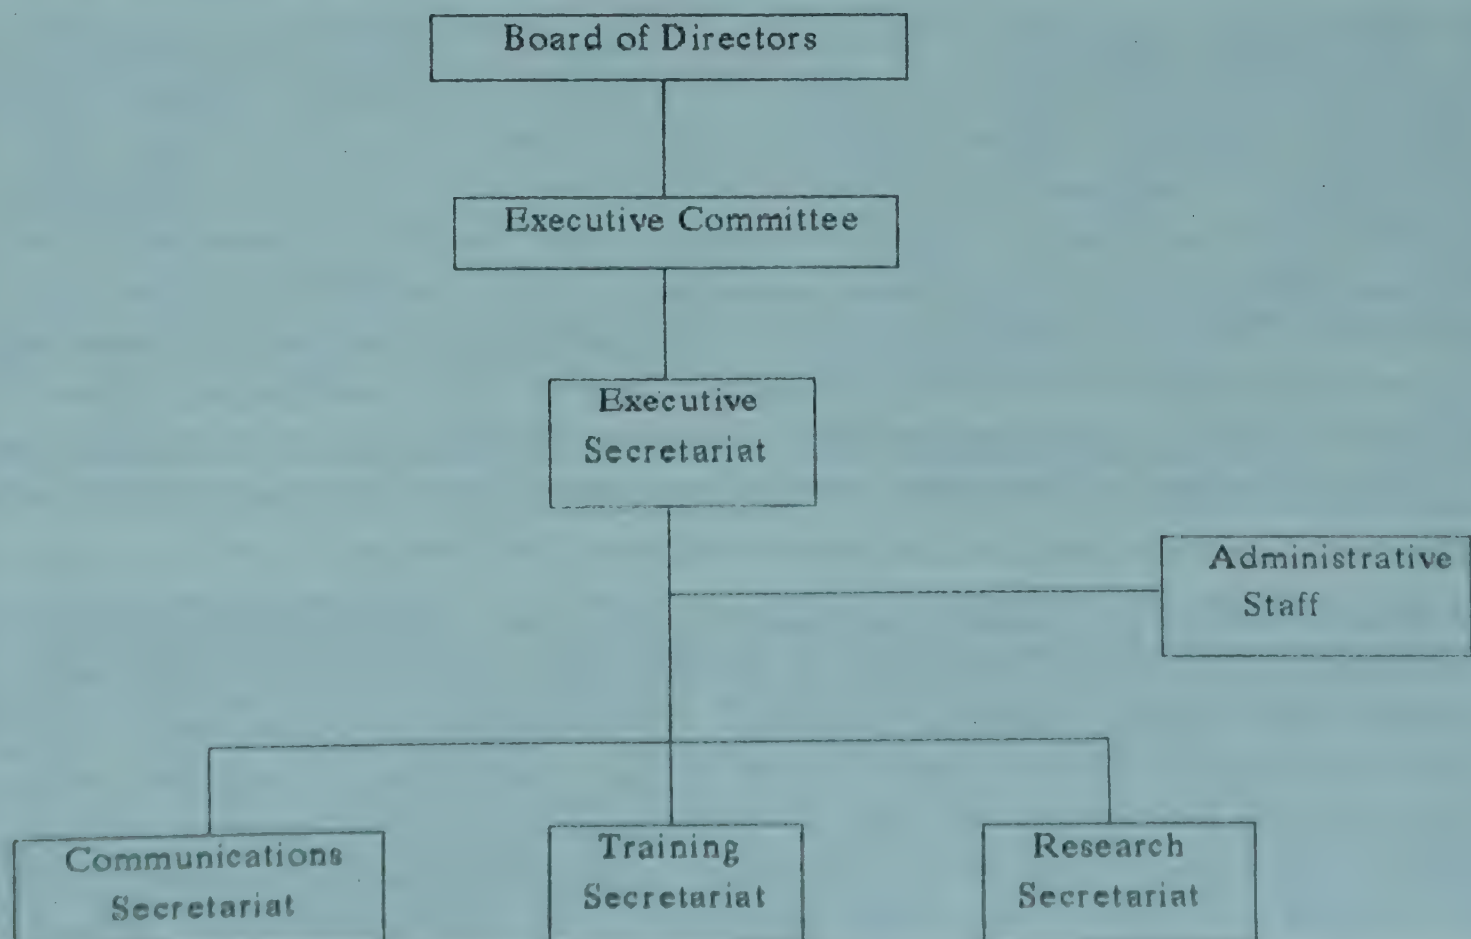 Board of Directors
Executive Committee
Executive
Secretariat
Administrative
Staff
Communications
Secretariat
Training
Secretariat
Research
Secretariat